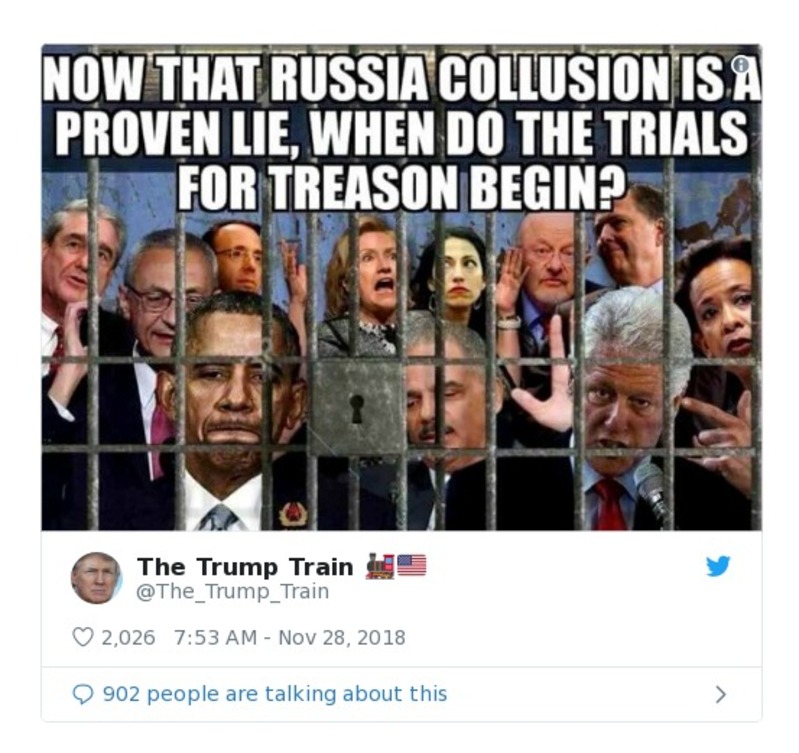 NOW THAT RUSSIA COLLUSION IS A
PROVEN LIE, WHEN DO THE TRIALS
FOR TREASON BEGIN?
The Trump Train 🚂🇺🇸
@The_Trump_Train
2,026 7:53 AM - Nov 28, 2018
902 people are talking about this